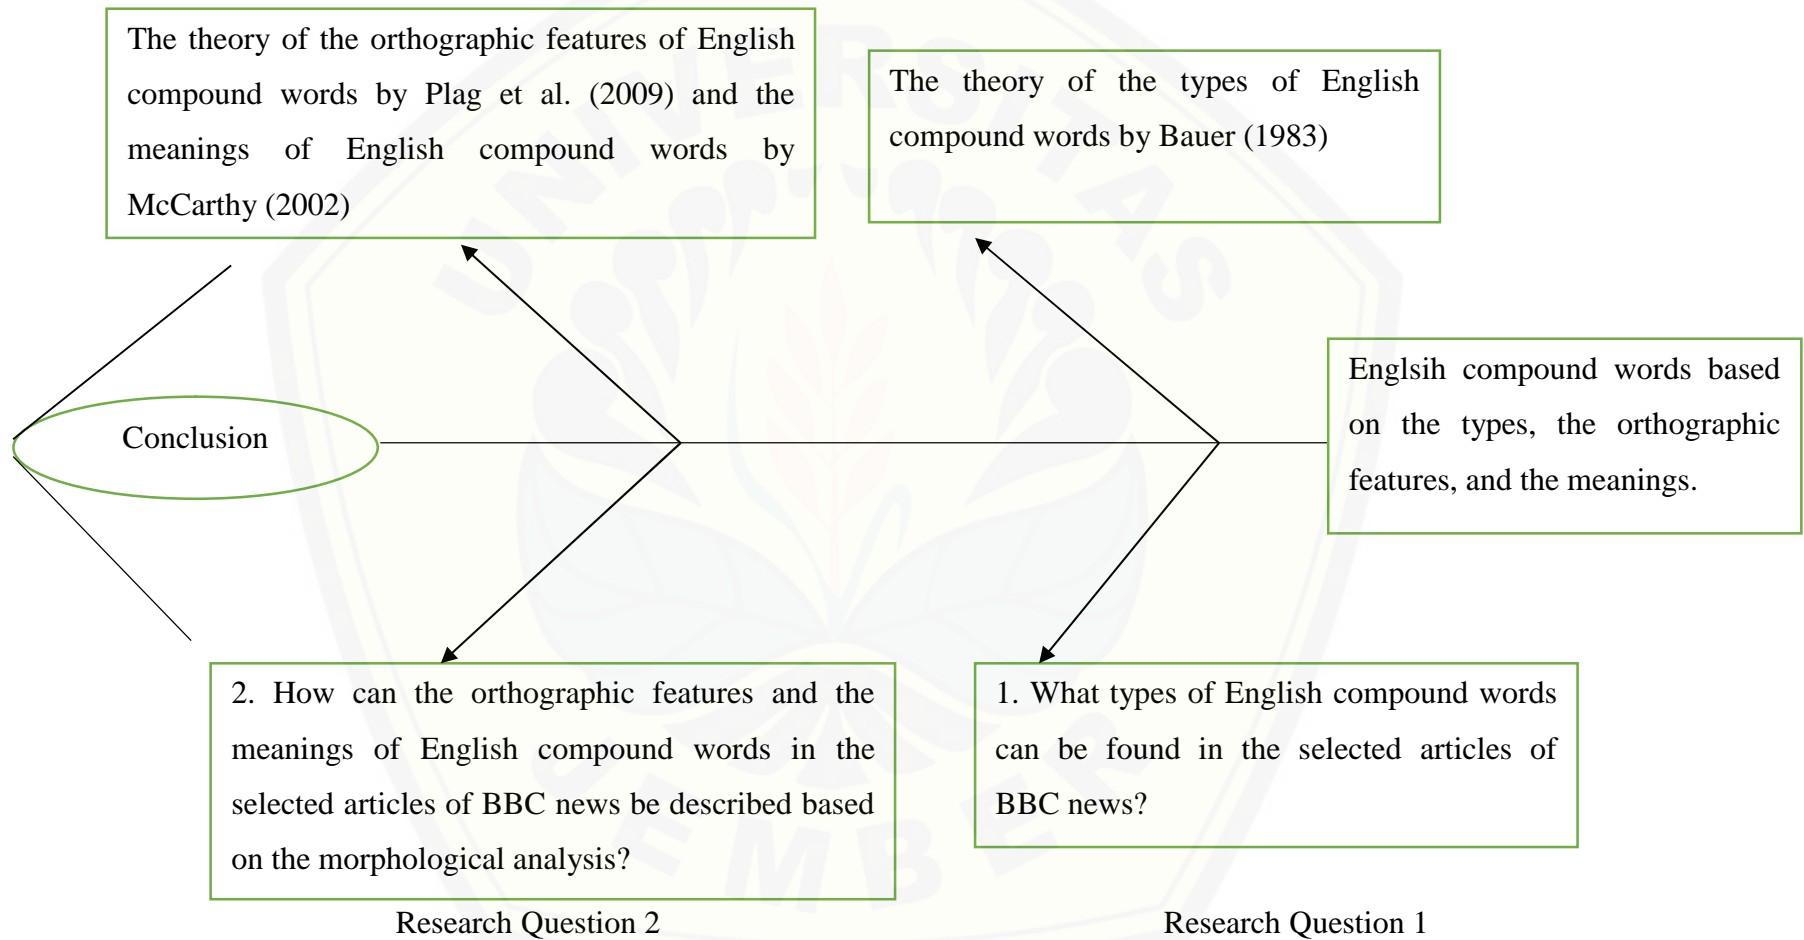 The theory of the orthographic features of English
compound words by Plag et al. (2009) and the
meanings of English compound words by
McCarthy (2002)
The theory of the types of English
compound words by Bauer (1983)
Englsih compound words based
on the types, the orthographic
features, and the meanings.
Conclusion
2. How can the orthographic features and the
meanings of English compound words in the
selected articles of BBC news be described based
on the morphological analysis?
1. What types of English compound words
can be found in the selected articles of
BBC news?
Research Question 2
Research Question 1
UNIVERSITAS
JEMBER